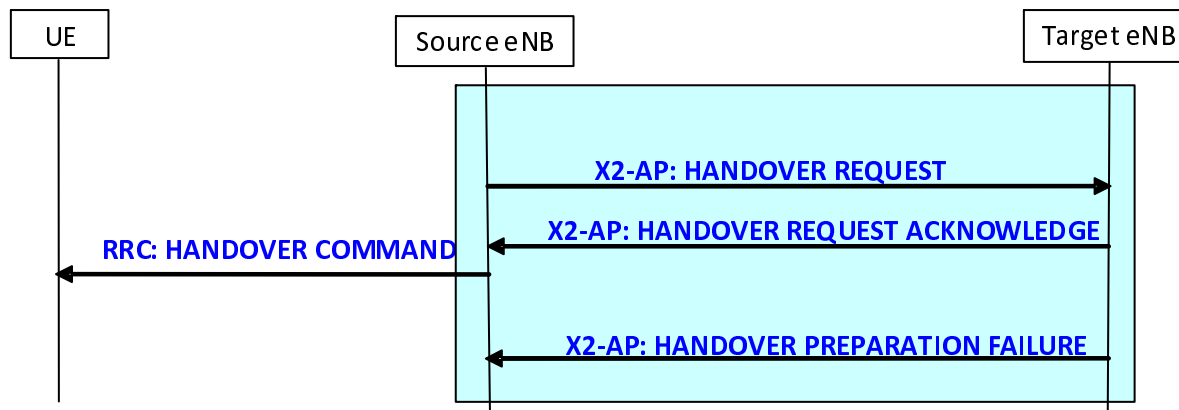 UE
Source eNB
Target eNB
X2-AP: HANDOVER REQUEST
X2-AP: HANDOVER REQUEST ACKNOWLEDGE
RRC: HANDOVER COMMAND
X2-AP: HANDOVER PREPARATION FAILURE